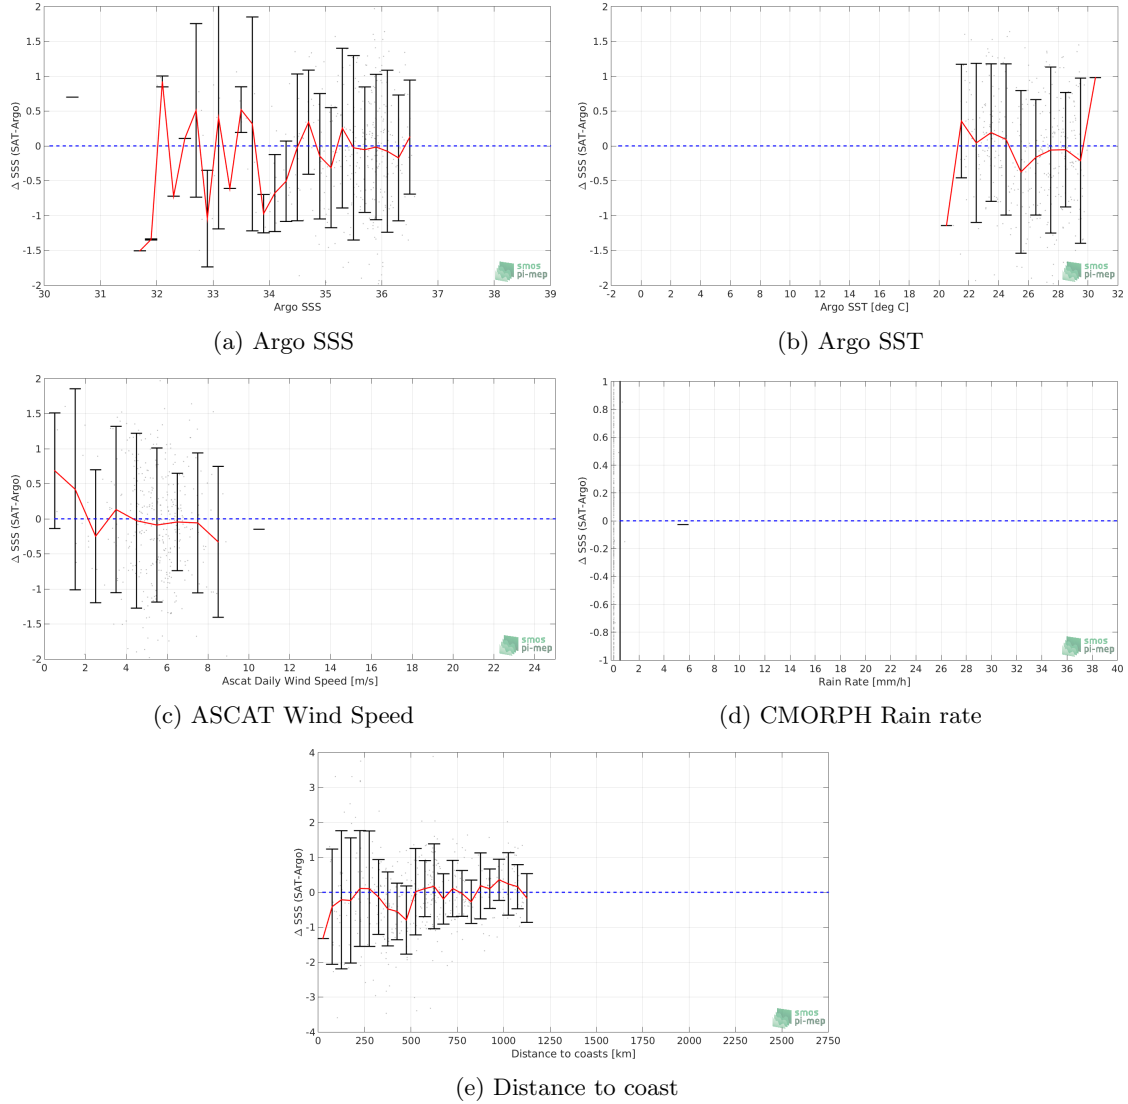 2
1.5
1
0.5
0
-0.5
-1
-1.5
-2
Δ SSS (SAT-Argo)
30 31 32 33 34 35 36 37 38 39
Argo SSS
smos
pi-mep
(a) Argo SSS
2
1.5
1
0.5
0
-0.5
-1
-1.5
-2
Δ SSS (SAT-Argo)
-2 0 2 4 6 8 10 12 14 16 18 20 22 24 26 28 30 32
Argo SST [deg C]
smos
pi-mep
(b) Argo SST
2
1.5
1
0.5
0
-0.5
-1
-1.5
-2
Δ SSS (SAT-Argo)
0 2 4 6 8 10 12 14 16 18 20 22 24
Ascat Daily Wind Speed [m/s]
smos
pi-mep
(c) ASCAT Wind Speed
1
0.8
0.6
0.4
0.2
0
-0.2
-0.4
-0.6
-0.8
-1
Δ SSS (SAT-Argo)
0 2 4 6 8 10 12 14 16 18 20 22 24 26 28 30 32 34 36 38 40
Rain Rate [mm/h]
smos
pi-mep
(d) CMORPH Rain rate
4
3
2
1
0
-1
-2
-3
-4
Δ SSS (SAT-Argo)
0 250 500 750 1000 1250 1500 1750 2000 2250 2500 2750
Distance to coasts [km]
smos
pi-mep
(e) Distance to coast